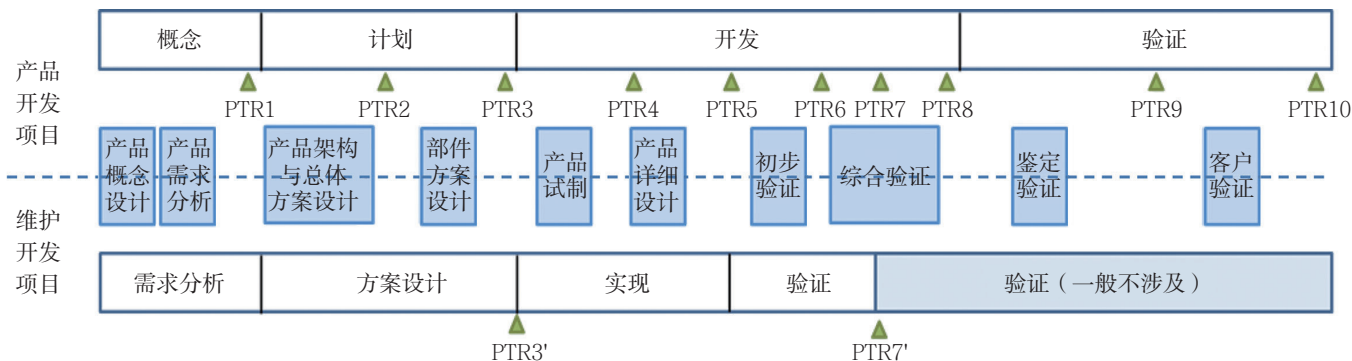 概念
计划
开发
验证
产品
开发
项目
PTR1
PTR2
PTR3
PTR4
PTR5
PTR6
PTR7
PTR8
PTR9
PTR10
产品
概念
设计
产品
需求
分析
产品架构
与总体
方案设计
部件
方案
设计
产品
试制
产品
详细
设计
初步
验证
综合验证
鉴定
验证
客户
验证
维护
开发
项目
需求分析
方案设计
实现
验证
验证（一般不涉及）
PTR3'
PTR7'